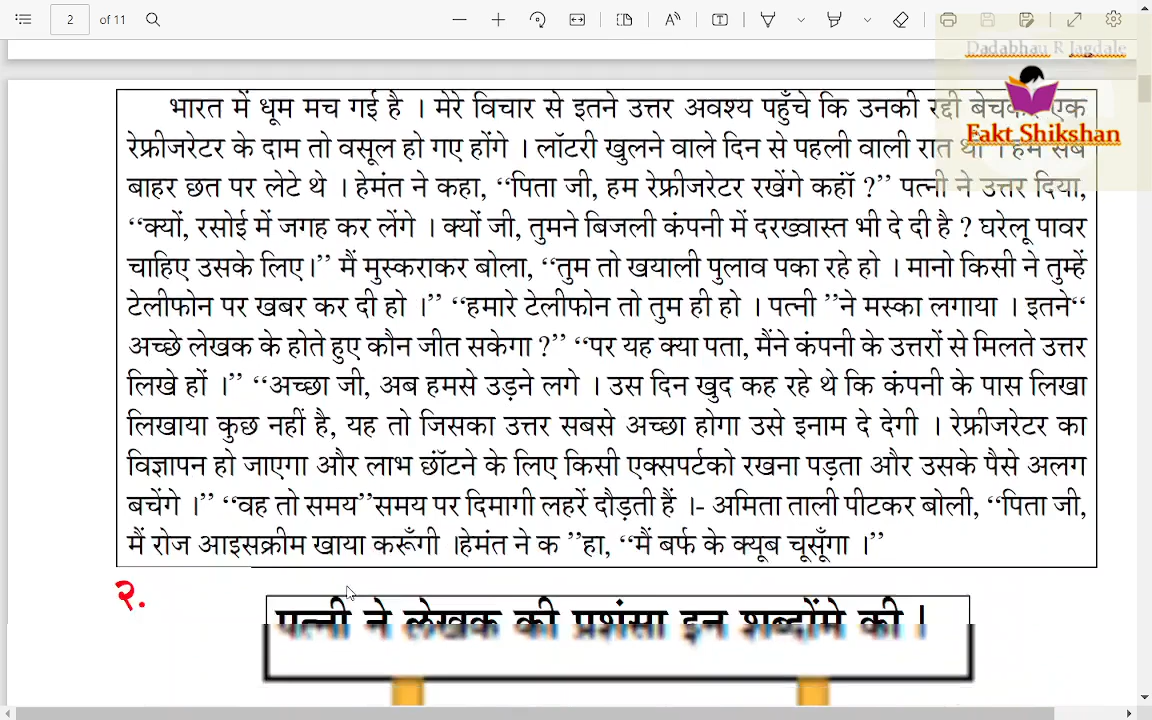 2 of 11
Dadabhau R Jagdale
Fakt Shikshan
भारत में धूम मच गई है । मेरे विचार से इतने उत्तर अवश्य पहुँचे कि उनकी रद्दी बेचकर एक
रेफ्रीजरेटर के दाम तो वसूल हो गए होंगे । लॉटरी खुलने वाले दिन से पहली वाली रात थी । हम सब
बाहर छत पर लेटे थे । हेमंत ने कहा, “पिता जी, हम रेफ्रीजरेटर रखेंगे कहाॅं ?” पत्नी ने उत्तर दिया,
“क्यों, रसोई में जगह कर लेंगे । क्यों जी, तुमने बिजली कंपनी में दरख्वास्त भी दे दी है ? घरेलू पावर
चाहिए उसके लिए।” मैं मुस्कराकर बोला, “तुम तो खयाली पुलाव पका रहे हो । मानो किसी ने तुम्हें
टेलीफोन पर खबर कर दी हो ।” “हमारे टेलीफोन तो तुम ही हो । पत्नी ”ने मस्का लगाया । इतने“
अच्छे लेखक के होते हुए कौन जीत सकेगा ?” “पर यह क्या पता, मैंने कंपनी के उत्तरों से मिलते उत्तर
लिखे हों ।” “अच्छा जी, अब हमसे उड़ने लगे । उस दिन खुद कह रहे थे कि कंपनी के पास लिखा
लिखाया कुछ नहीं है, यह तो जिसका उत्तर सबसे अच्छा होगा उसे इनाम दे देगी । रेफ्रीजरेटर का
विज्ञापन हो जाएगा और लाभ छाॅंटने के लिए किसी एक्सपर्टको रखना पड़ता और उसके पैसे अलग
बचेंगे ।” “वह तो समय”समय पर दिमागी लहरें दौड़ती हैं ।- अमिता ताली पीटकर बोली, “पिता जी,
मैं रोज आइसक्रीम खाया करूँगी ।हेमंत ने क ”हा, “मैं बर्फ के क्यूब चूसूँगा ।”
२.
पत्नी ने लेखक की प्रशंसा इन शब्दोंमे की |